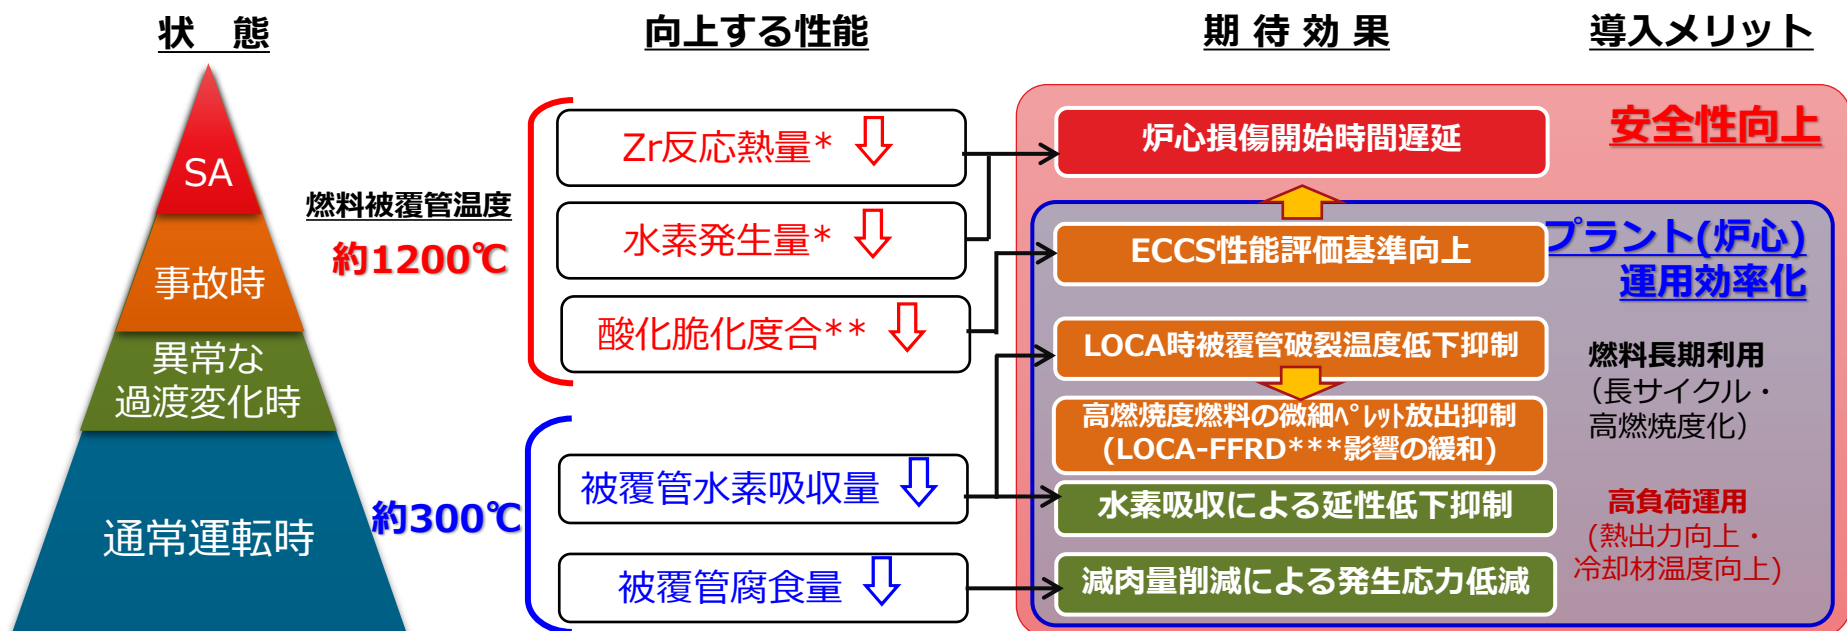 状 態
向上する性能
期 待 効 果
導入メリット
SA
事故時
異常な
過渡変化時
通常運転時
燃料被覆管温度
約1200℃
約300℃
Zr反応熱量*
水素発生量*
酸化脆化度合**
被覆管水素吸収量
被覆管腐食量
炉心損傷開始時間遅延
ECCS性能評価基準向上
LOCA時被覆管破裂温度低下抑制
高燃焼度燃料の微細ﾍﾟﾚｯﾄ放出抑制
(LOCA-FFRD***影響の緩和)
水素吸収による延性低下抑制
減肉量削減による発生応力低減
安全性向上
プラント(炉心)
運用効率化
燃料長期利用
（長サイクル・
高燃焼度化）
高負荷運用
(熱出力向上・
冷却材温度向上)